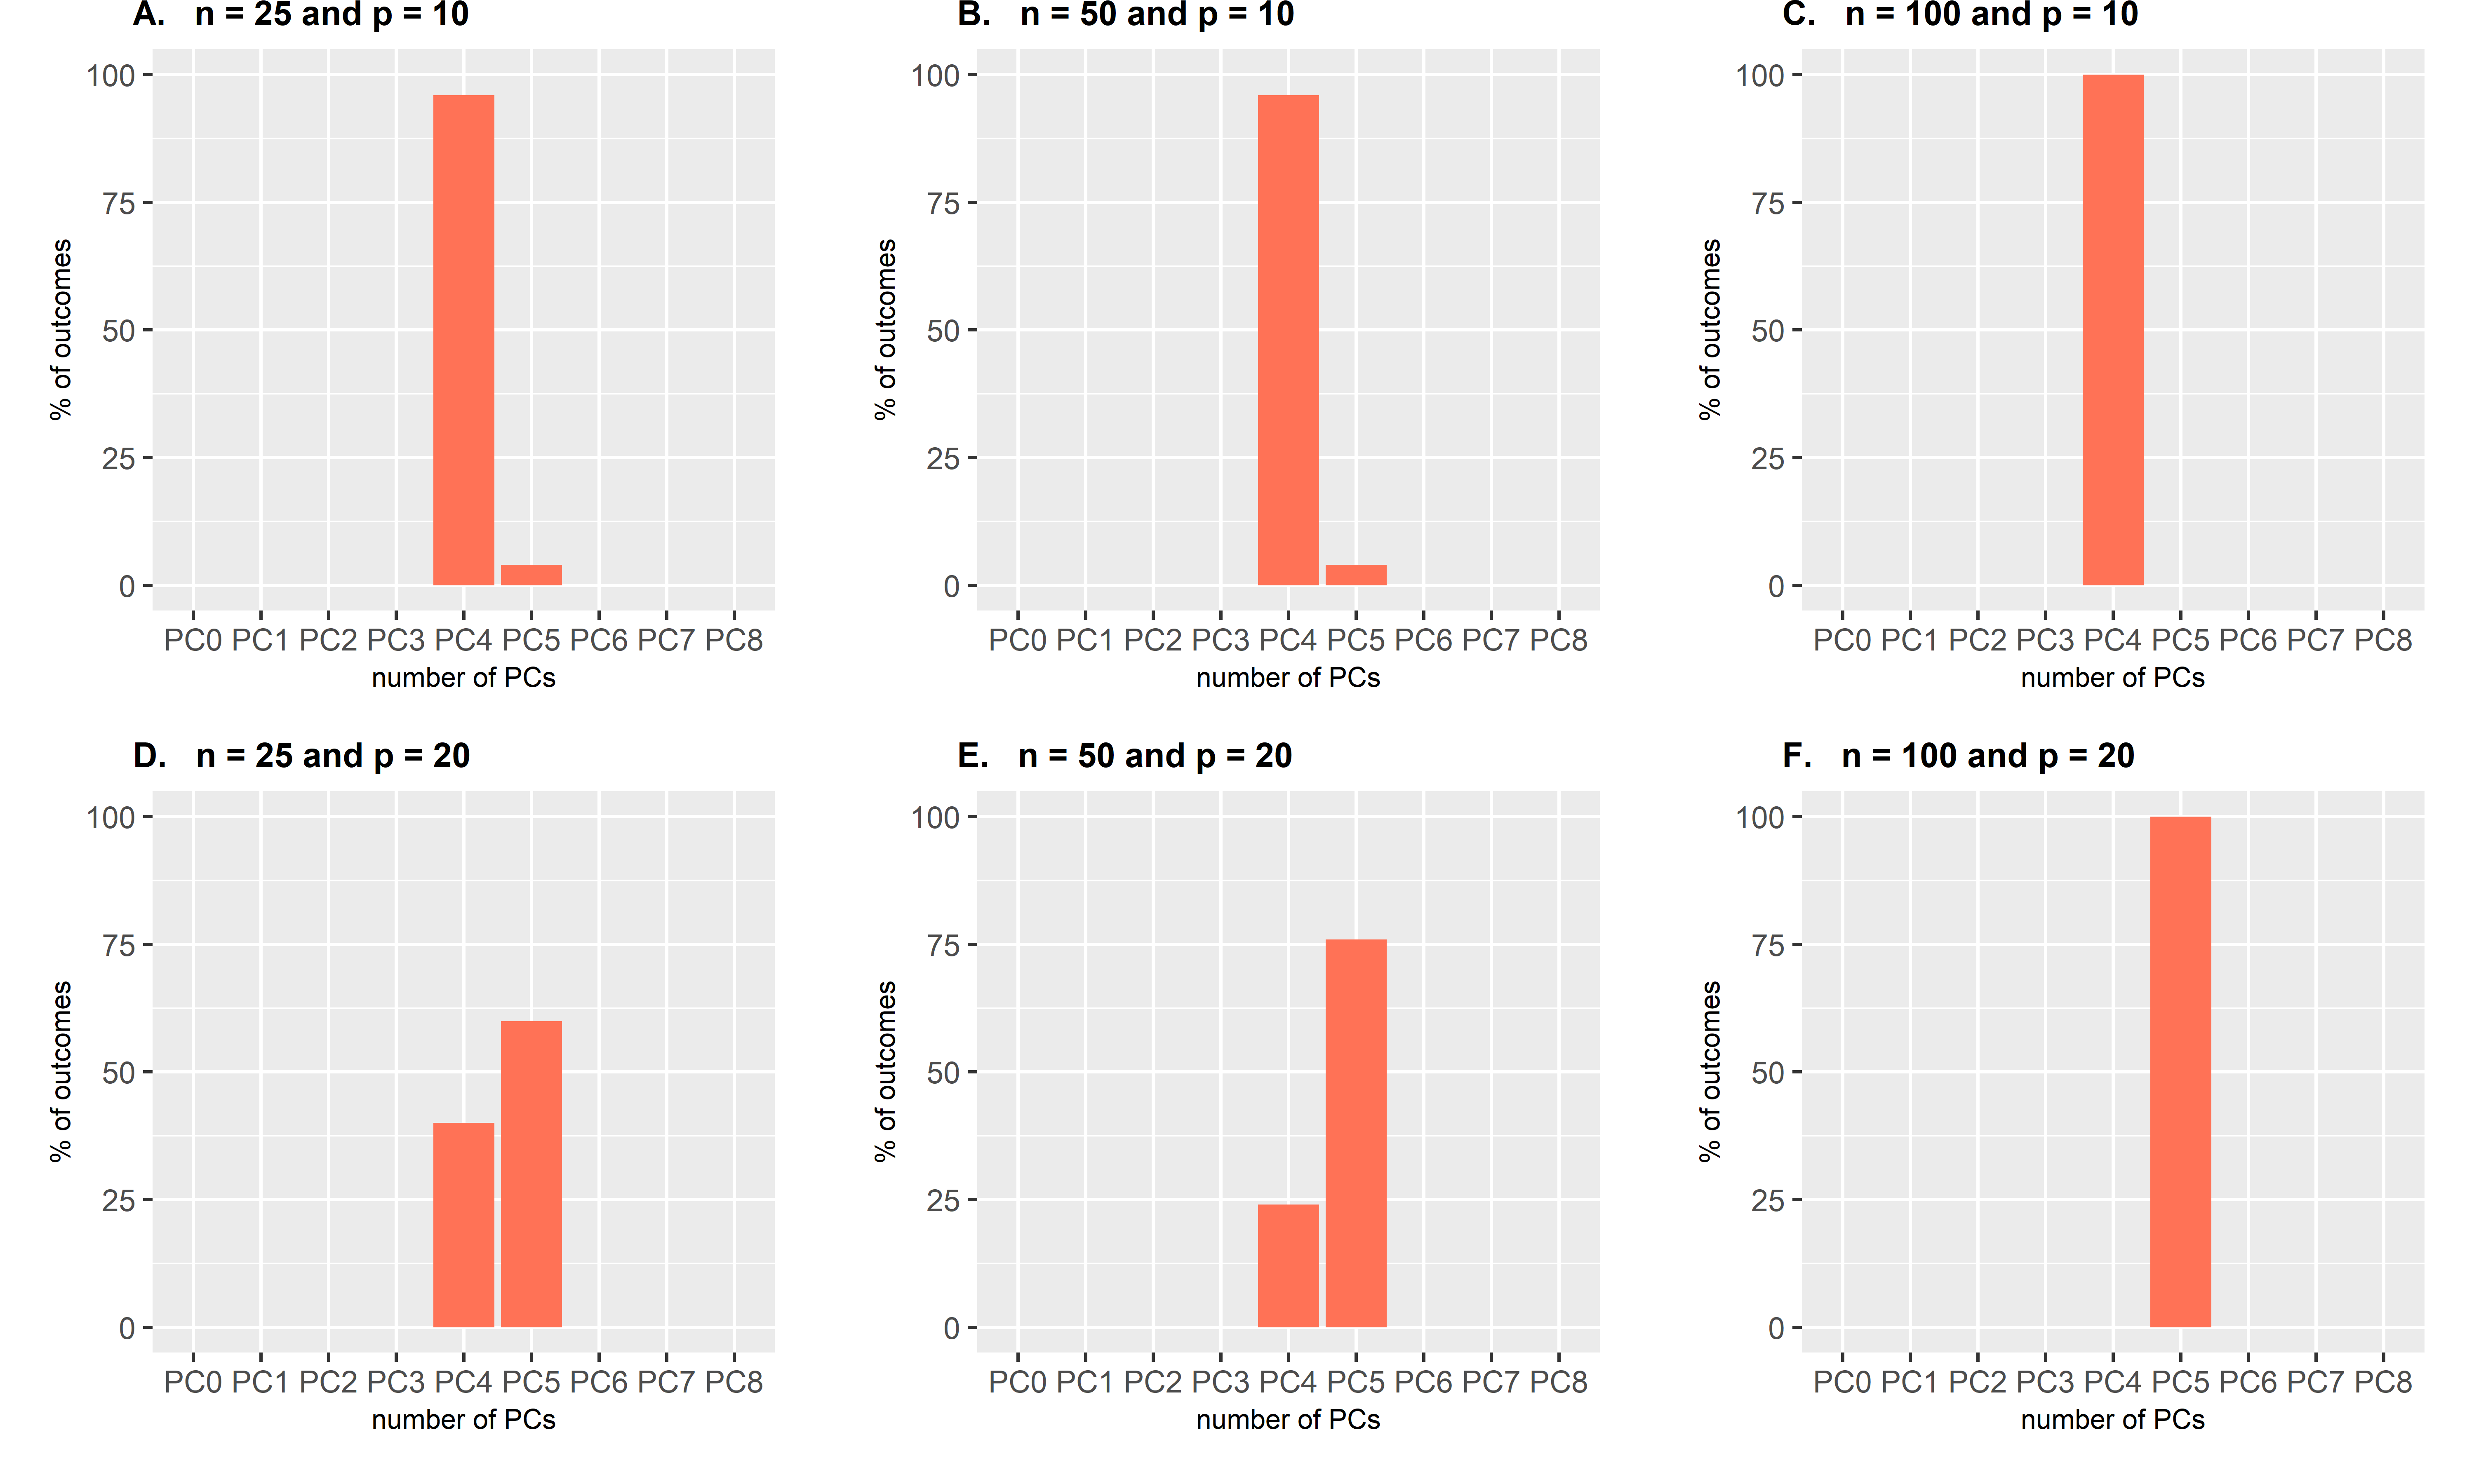 A. n = 25 and p = 10
100
75
50
25
0
% of outcomes
PC0 PC1 PC2 PC3 PC4 PC5 PC6 PC7 PC8
number of PCs
B. n = 50 and p = 10
100
75
50
25
0
% of outcomes
PC0 PC1 PC2 PC3 PC4 PC5 PC6 PC7 PC8
number of PCs
C. n = 100 and p = 10
100
75
50
25
0
% of outcomes
PC0 PC1 PC2 PC3 PC4 PC5 PC6 PC7 PC8
number of PCs
D. n = 25 and p = 20
100
75
50
25
0
% of outcomes
PC0 PC1 PC2 PC3 PC4 PC5 PC6 PC7 PC8
number of PCs
E. n = 50 and p = 20
100
75
50
25
0
% of outcomes
PC0 PC1 PC2 PC3 PC4 PC5 PC6 PC7 PC8
number of PCs
F. n = 100 and p = 20
100
75
50
25
0
% of outcomes
PC0 PC1 PC2 PC3 PC4 PC5 PC6 PC7 PC8
number of PCs